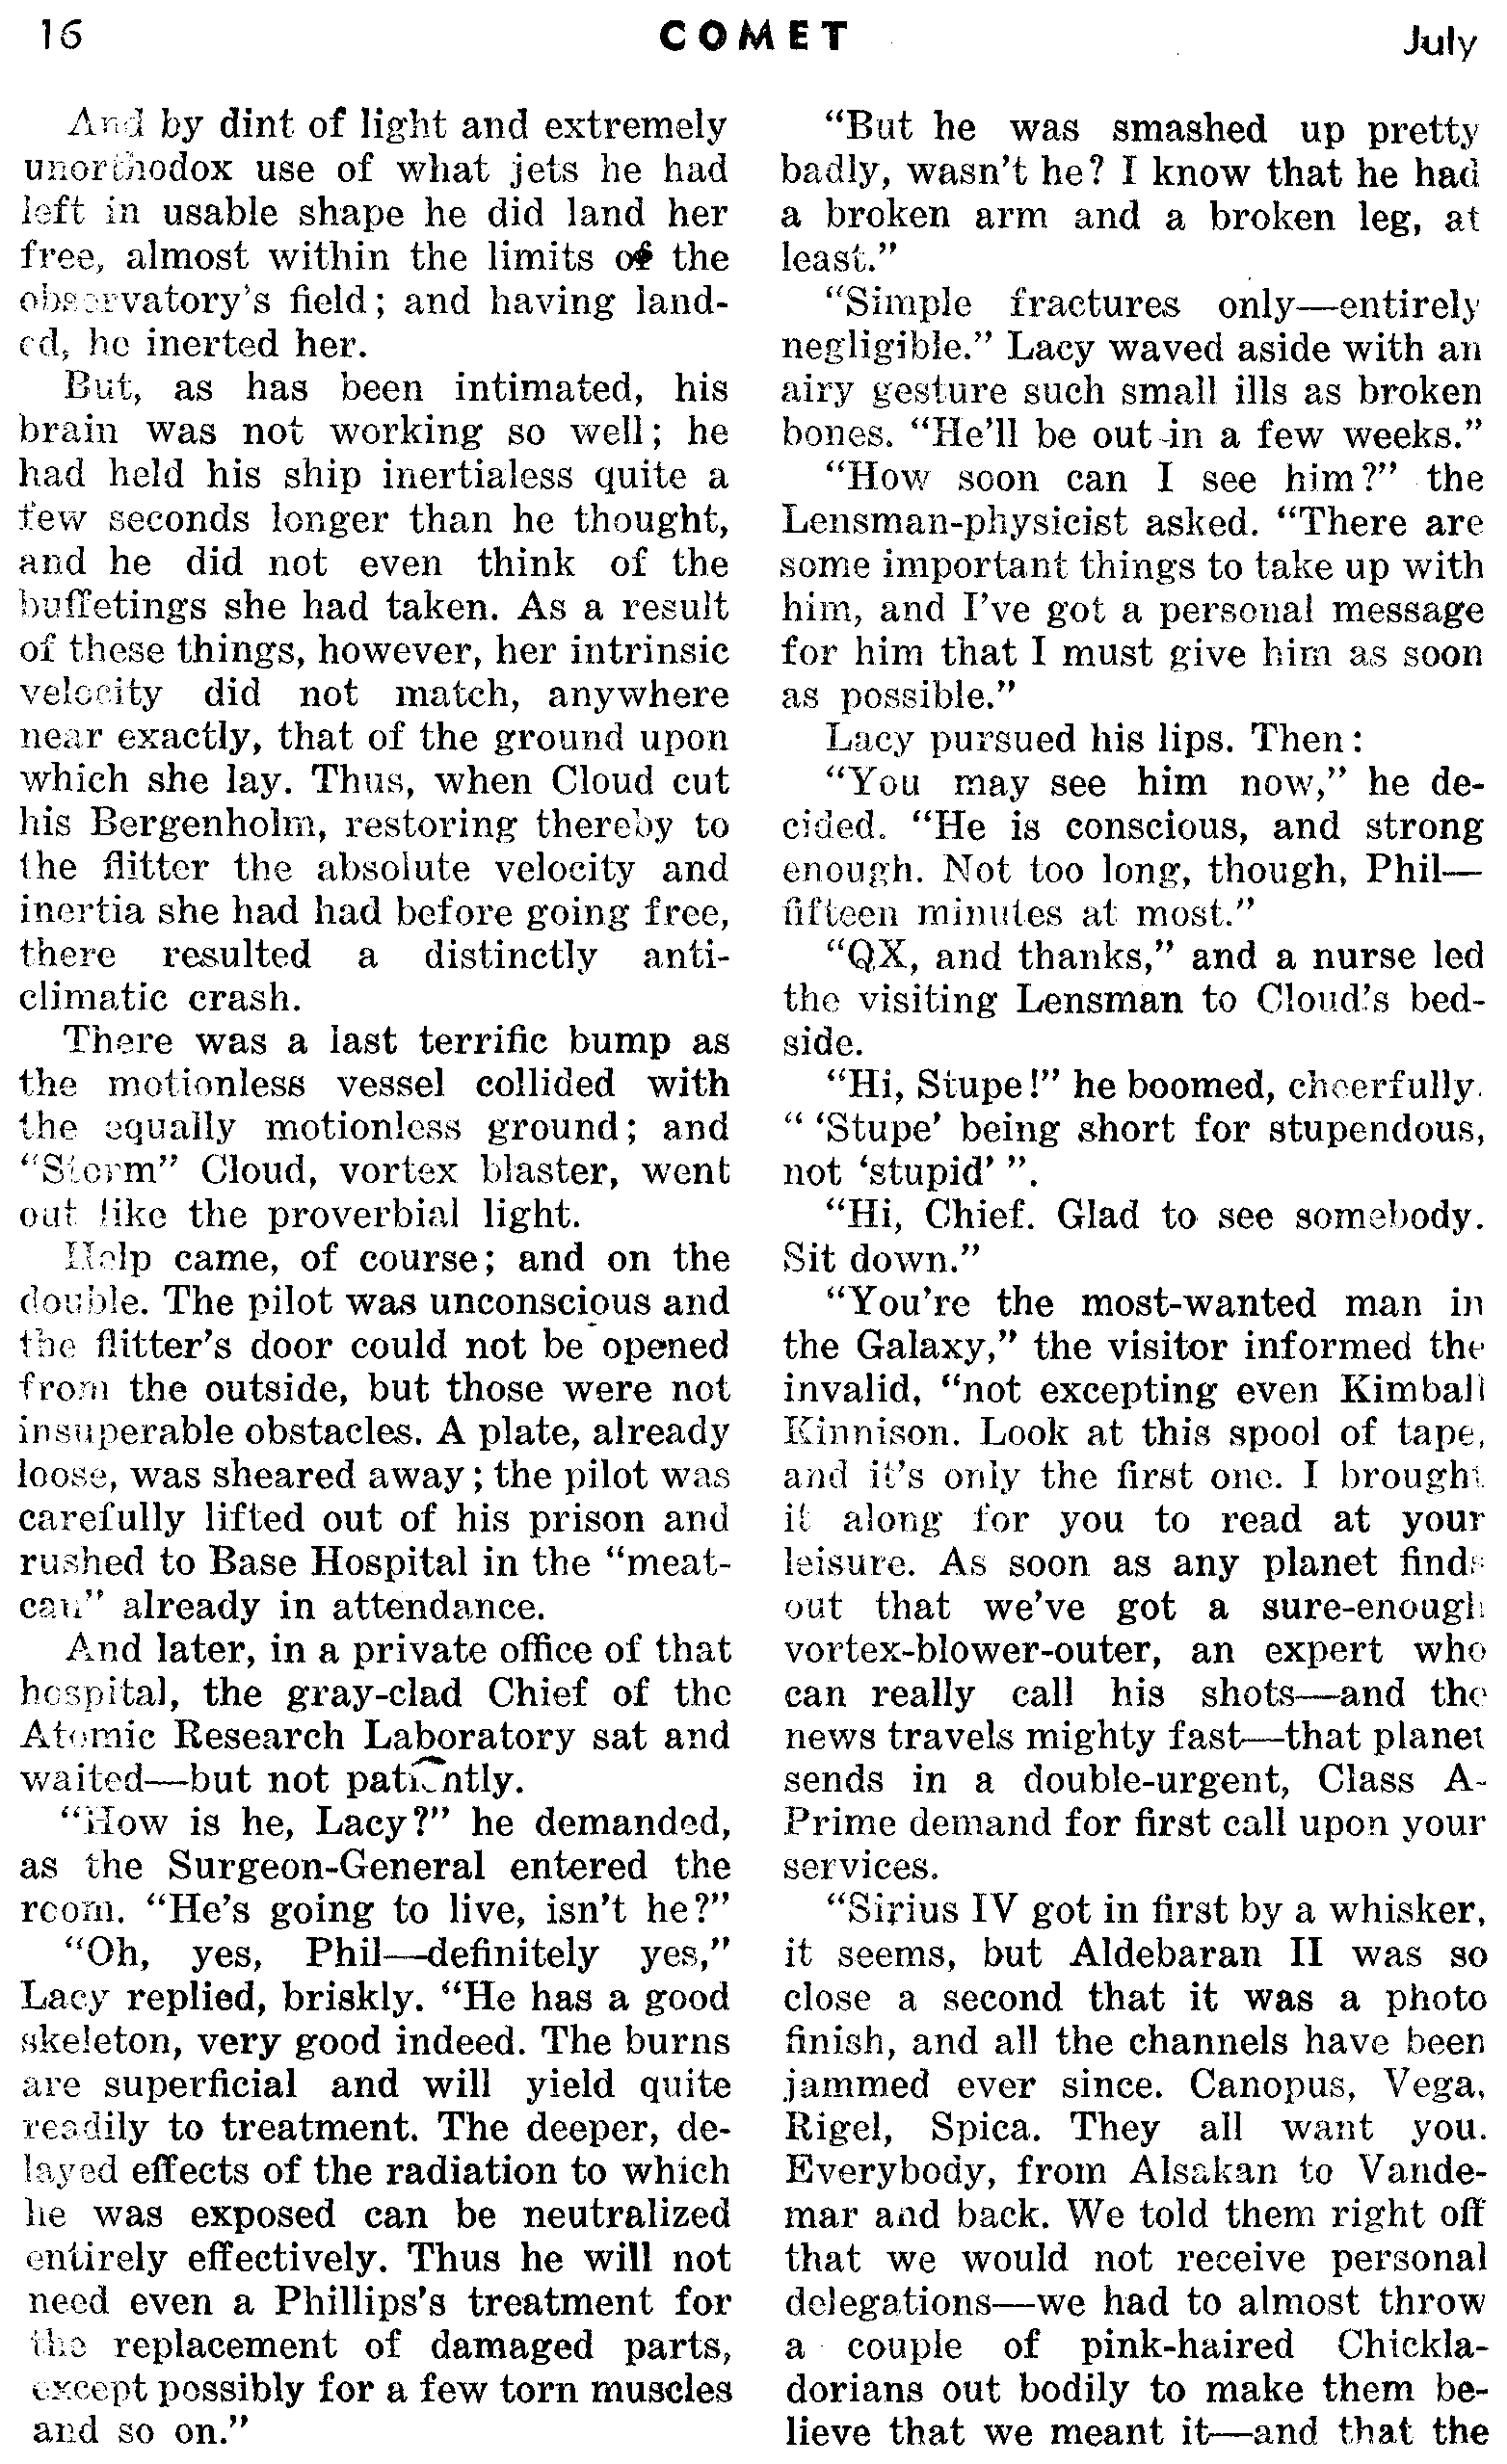 16 COMET July
And by dint of light and extremely
unorthodox use of what jets he had
left in usable shape he did land her
free, almost within the limits of the
observatory's field; and having land-
ed, he inerted her.
But, as has been intimated, his
brain was not working so well; he
had held his ship inertialess quite a
few seconds longer than he thought,
and he did not even think of the
buffetings she had taken. As a result
of these things, however, her intrinsic
velocity did not match, anywhere
near exactly, that of the ground upon
which she lay. Thus, when Cloud cut
his Bergenholm, restoring thereby to
the flitter the absolute velocity and
inertia she had had before going free,
there resulted a distinctly anti-
climatic crash.
There was a last terrific bump as
the motionless vessel collided with
the equally motionless ground; and
"Storm" Cloud, vortex blaster, went
out like the proverbial light.
Help came, of course; and on the
double. The pilot was unconscious and
the flitter's door could not be opened
from the outside, but those were not
insuperable obstacles. A plate, already
loose, was sheared away; the pilot was
carefully lifted out of his prison and
rushed to Base Hospital in the "meat-
can" already in attendance.
And later, in a private office of that
hospital, the gray-clad Chief of the
Atomic Research Laboratory sat and
waited—but not patiently.
"How is he, Lacy?" he demanded,
as the Surgeon-General entered the
room. "He's going to live, isn't he?"
"Oh, yes, Phil—definitely yes,"
Lacy replied, briskly. "He has a good
skeleton, very good indeed. The burns
are superficial and will yield quite
readily to treatment. The deeper, de-
layed effects of the radiation to which
he was exposed can be neutralized
entirely effectively. Thus he will not
need even a Phillips's treatment for
the replacement of damaged parts,
except possibly for a few torn muscles
and so on."
"But he was smashed up pretty
badly, wasn't he? I know that he had
a broken arm and a broken leg, at
least."
"Simple fractures only—entirely
negligible." Lacy waved aside with an
airy gesture such small ills as broken
bones. "He'll be out in a few weeks."
"How soon can I see him?" the
Lensman-physicist asked. "There are
some important things to take up with
him, and I've got a personal message
for him that I must give him as soon
as possible."
Lacy pursued his lips. Then:
"You may see him now," he de-
cided. "He is conscious, and strong
enough. Not too long, though, Phil—
fifteen minutes at most."
"QX, and thanks," and a nurse led
the visiting Lensman to Cloud's bed-
side.
"Hi, Stupe!" he boomed, cheerfully.
" 'Stupe' being short for stupendous,
not 'stupid' ".
"Hi, Chief. Glad to see somebody.
Sit down."
"You're the most-wanted man in
the Galaxy," the visitor informed the
invalid, "not excepting even Kimball
Kinnison. Look at this spool of tape,
and it's only the first one. I brought
it along for you to read at your
leisure. As soon as any planet finds
out that we've got a sure-enough
vortex-blower-outer, an expert who
can really call his shots—and the
news travels mighty fast—that planet
sends in a double-urgent, Class A-
Prime demand for first call upon your
services.
"Sirius IV got in first by a whisker,
it seems, but Aldebaran II was so
close a second that it was a photo
finish, and all the channels have been
jammed ever since. Canopus, Vega,
Rigel, Spica. They all want you.
Everybody, from Alsakan to Vande-
mar and back. We told them right off
that we would not receive personal
delegations—we had to almost throw
a couple of pink-haired Chickla-
dorians out bodily to make them be-
lieve that we meant it—and that the